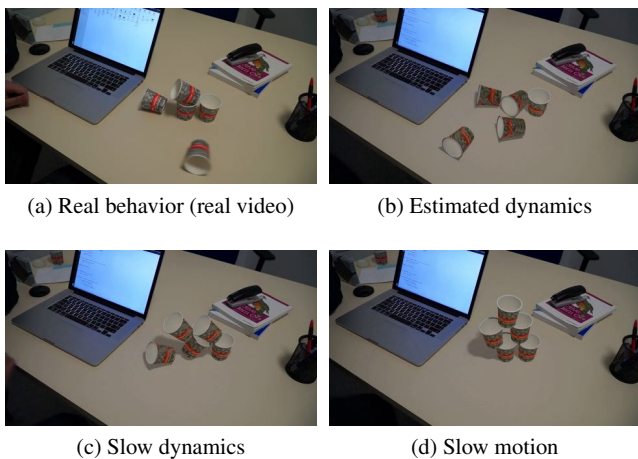 (a) Real behavior (real video)
(b) Estimated dynamics
(c) Slow dynamics
(d) Slow motion